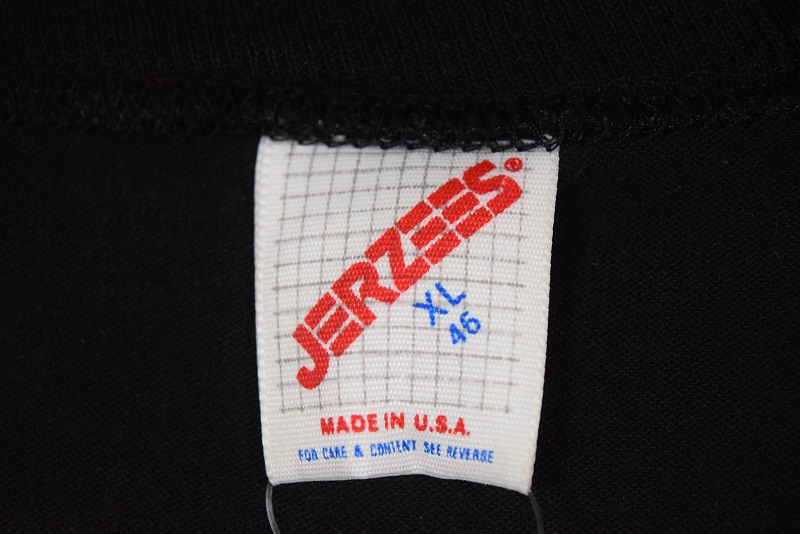 JERZEES®
XL
46
MADE IN U.S.A.
FOR CARE & CONTENT SEE REVERSE